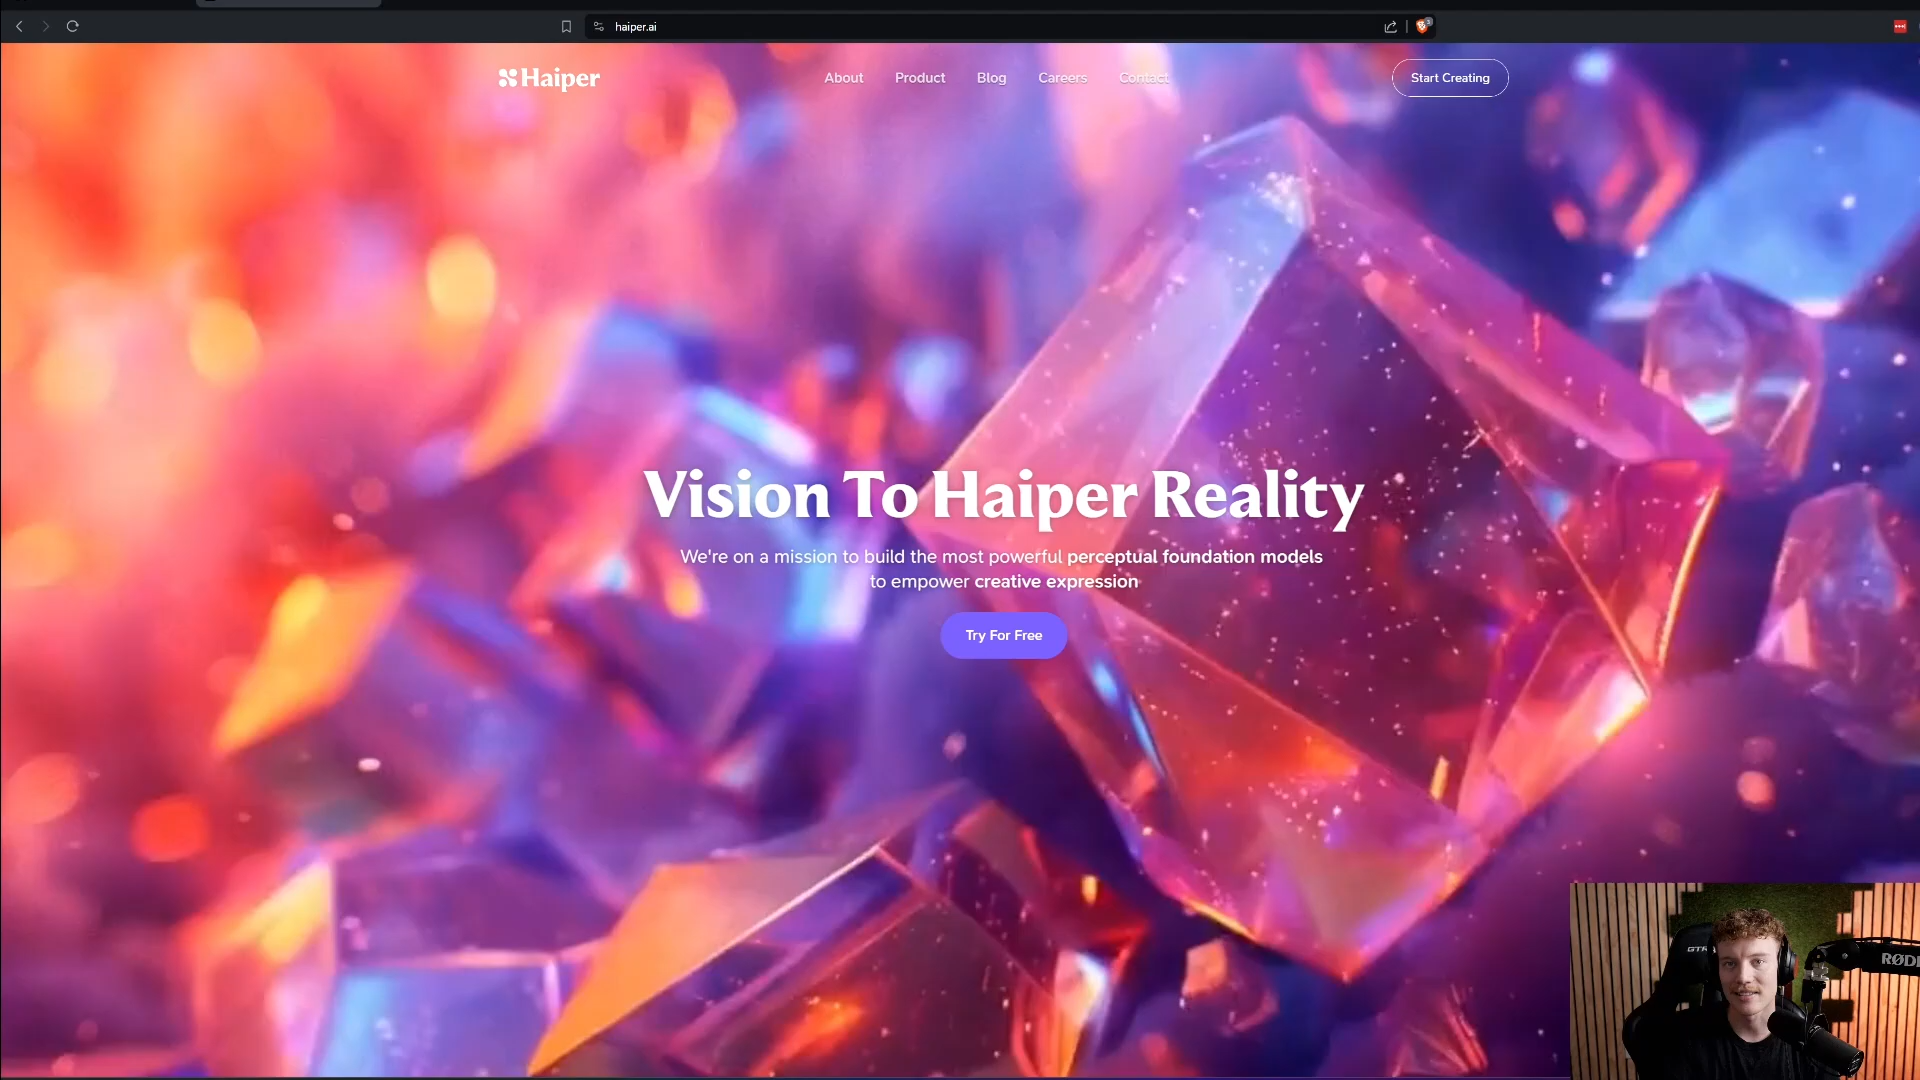 haiper.ai
Haiper
About
Product
Blog
Careers
Contact
Start Creating
Vision To Haiper Reality
We're on a mission to build the most powerful perceptual foundation models
to empower creative expression
Try For Free